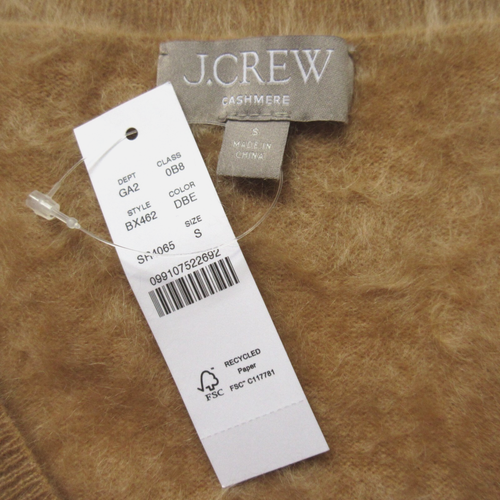 J.CREW
CASHMERE
S
MADE IN
CHINA
DEPT CLASS
GA2 0B8
STYLE COLOR
BX462 DBE
SIZE
SR4065 S
099107522692
FSC
RECYCLED
Paper
FSC™ C117781